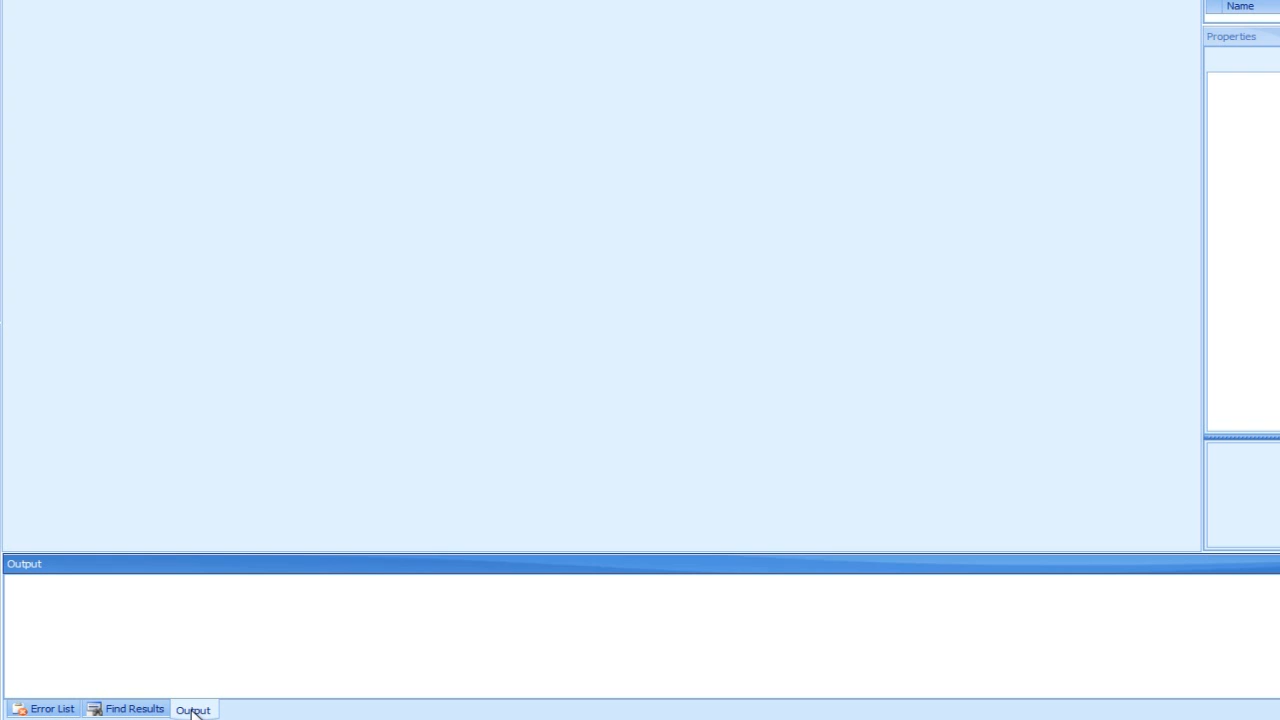 Name
Properties
Output
Error List
Find Results
Output